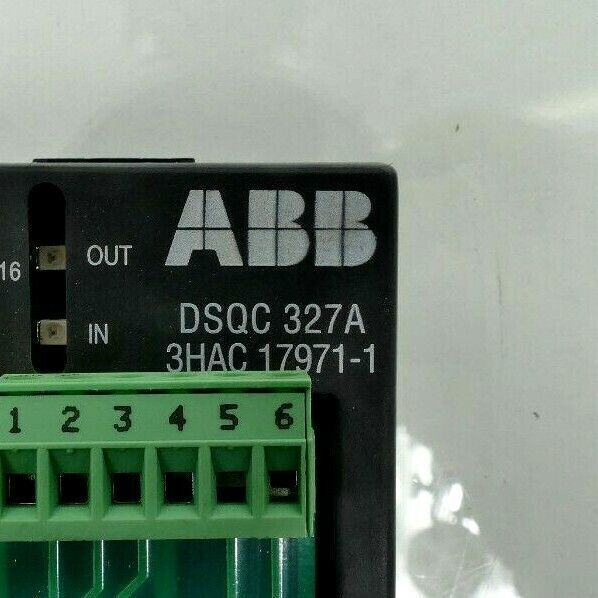 ABB
16 OUT
IN
DSQC 327A
3HAC 17971-1
1 2 3 4 5 6